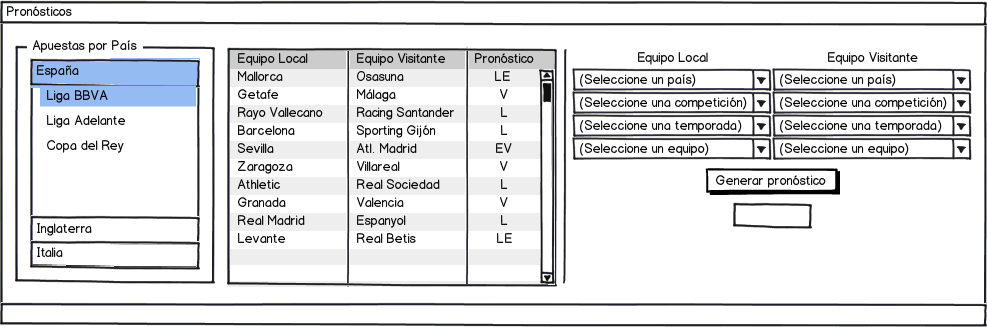 Pronósticos
Apuestas por País
España
Liga BBVA
Liga Adelante
Copa del Rey
Inglaterra
Italia
Equipo Local Equipo Visitante Pronóstico
Mallorca Osasuna LE
Getafe Málaga V
Rayo Vallecano Racing Santander L
Barcelona Sporting Gijón L
Sevilla Atl. Madrid EV
Zaragoza Villareal V
Athletic Real Sociedad L
Granada Valencia V
Real Madrid Espanyol L
Levante Real Betis LE
Equipo Local Equipo Visitante
(Seleccione un país) (Seleccione un país)
(Seleccione una competición) (Seleccione una competición)
(Seleccione una temporada) (Seleccione una temporada)
(Seleccione un equipo) (Seleccione un equipo)
Generar pronóstico